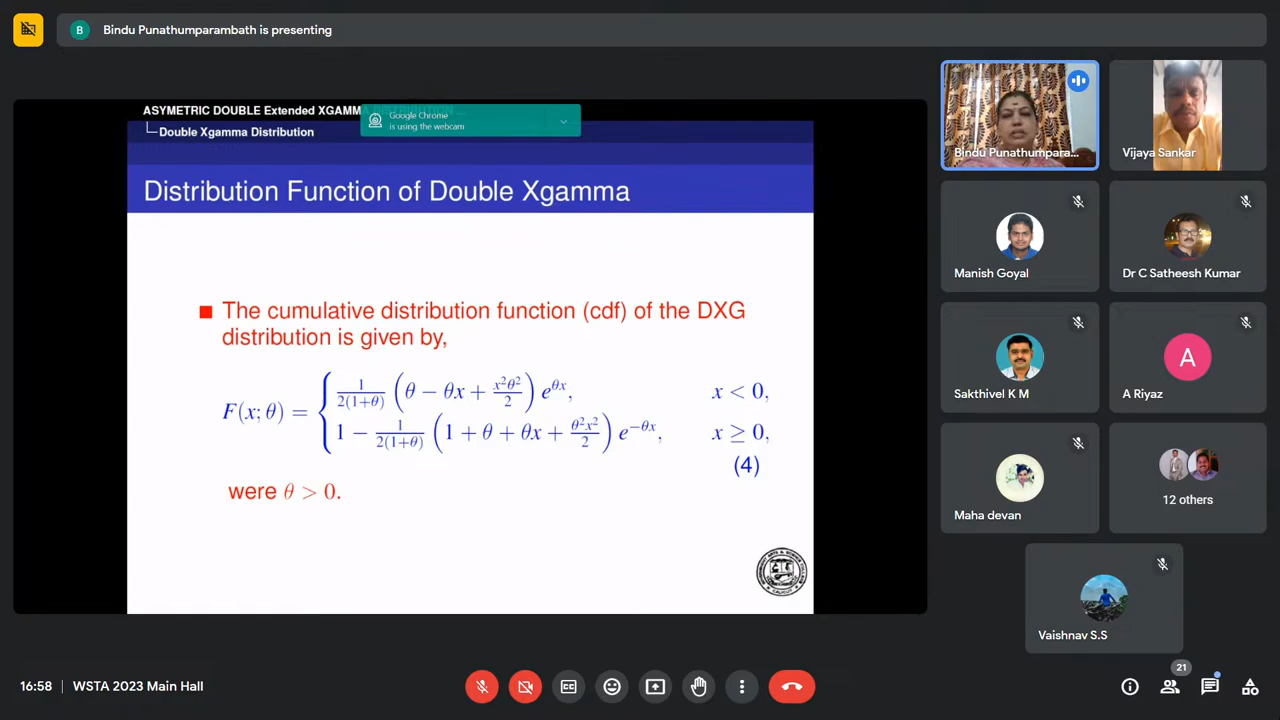 B Bindu Punathumparambath is presenting
ASYMETRIC DOUBLE Extended XGAMM
Google Chrome
is using the webcam
Double Xgamma Distribution
Distribution Function of Double Xgamma
The cumulative distribution function (cdf) of the DXG
distribution is given by,
F(x; θ) = { 1/2(1+θ) (θ − θx + x²θ²/2) e^{θx}, x < 0,
1 − 1/2(1+θ) (1 + θ + θx + θ²x²/2) e^{−θx}, x ≥ 0,
(4)
were θ > 0.
CALICUT
Bindu Punathumpara...
Vijaya Sankar
Manish Goyal
Dr C Satheesh Kumar
Sakthivel K M
A
A Riyaz
Maha devan
12 others
Vaishnav S.S
16:58 | WSTA 2023 Main Hall
21